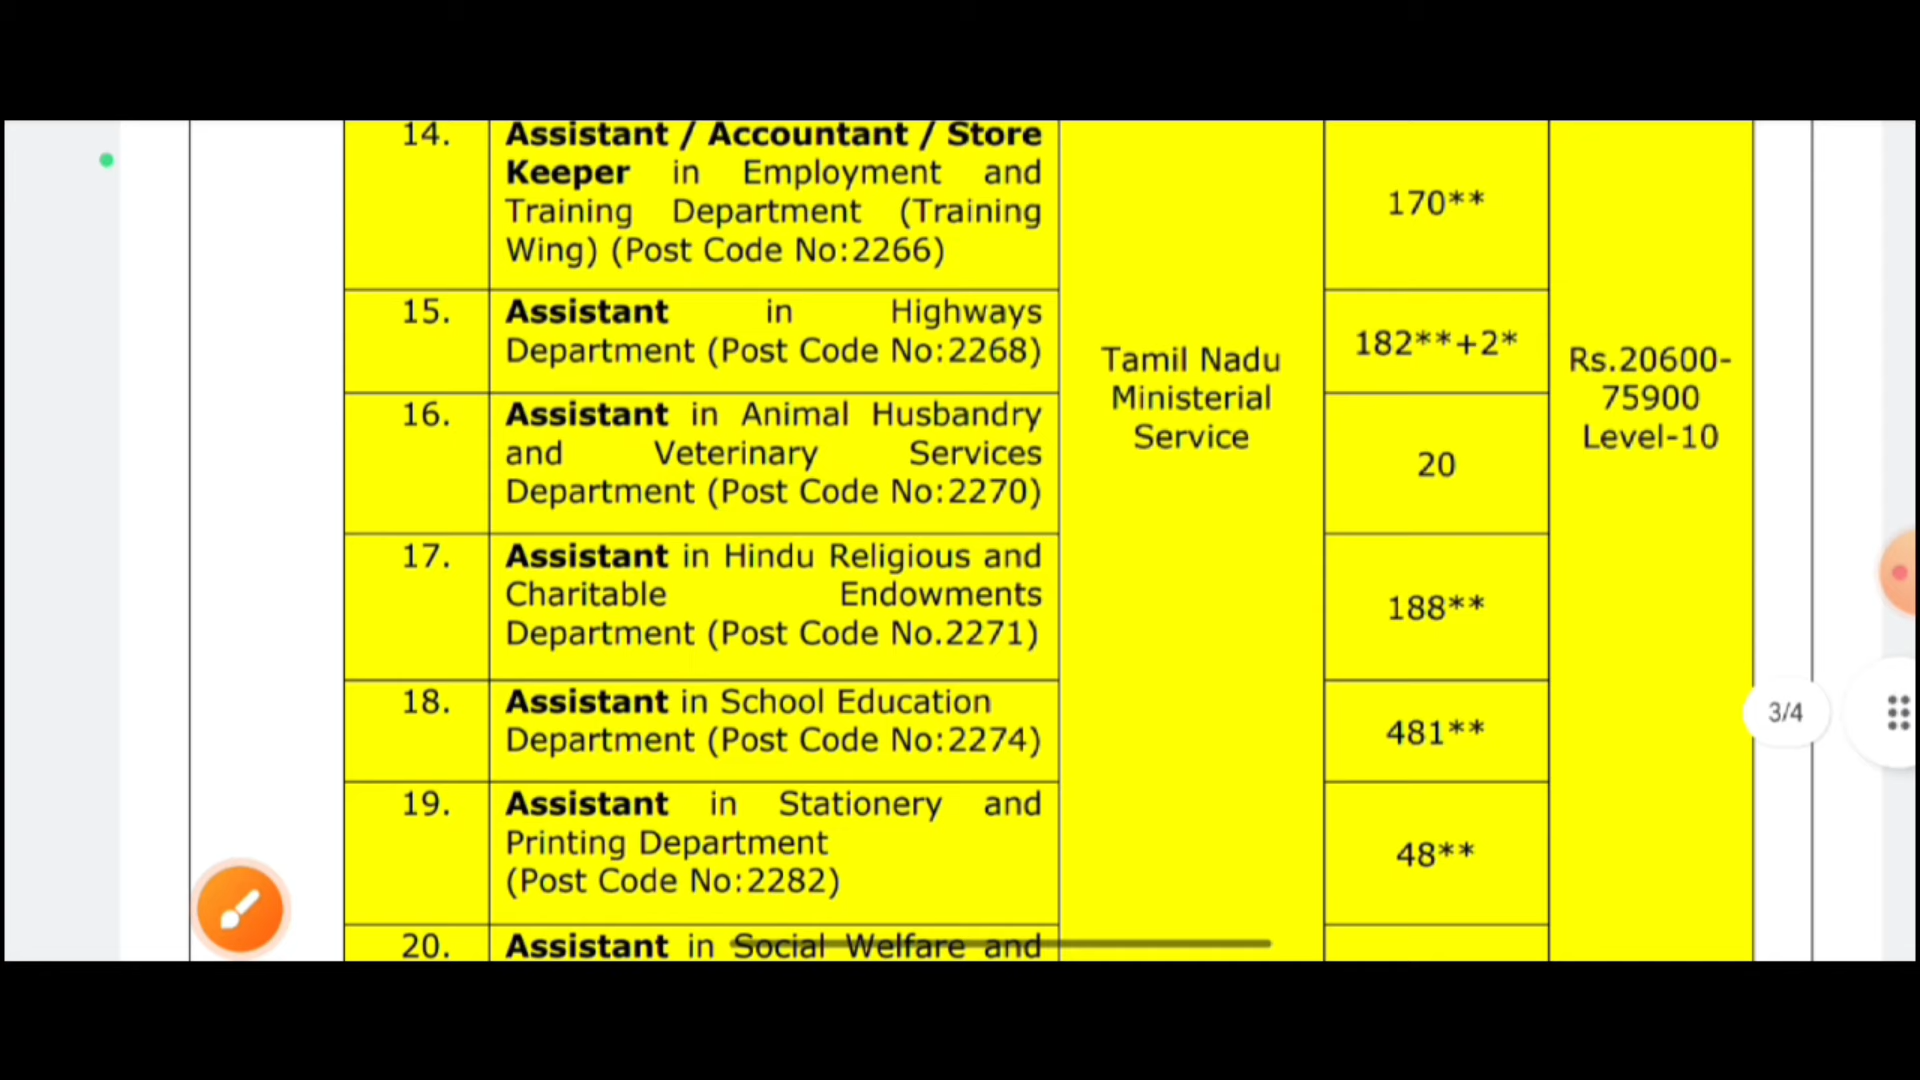 14.
Assistant / Accountant / Store
Keeper in Employment and
Training Department (Training
Wing) (Post Code No:2266)
170**
15.
Assistant in Highways
Department (Post Code No:2268)
182**+2*
Tamil Nadu
Ministerial
Service
Rs.20600-
75900
Level-10
16.
Assistant in Animal Husbandry
and Veterinary Services
Department (Post Code No:2270)
20
17.
Assistant in Hindu Religious and
Charitable Endowments
Department (Post Code No.2271)
188**
18.
Assistant in School Education
Department (Post Code No:2274)
481**
3/4
19.
Assistant in Stationery and
Printing Department
(Post Code No:2282)
48**
20.
Assistant in Social Welfare and